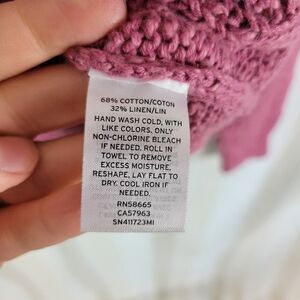 68% COTTON/COTON
32% LINEN/LIN
HAND WASH COLD, WITH
LIKE COLORS. ONLY
NON-CHLORINE BLEACH
IF NEEDED. ROLL IN
TOWEL TO REMOVE
EXCESS MOISTURE,
RESHAPE, LAY FLAT TO
DRY. COOL IRON IF
NEEDED.
RN58665
CA57963
SN411723MI